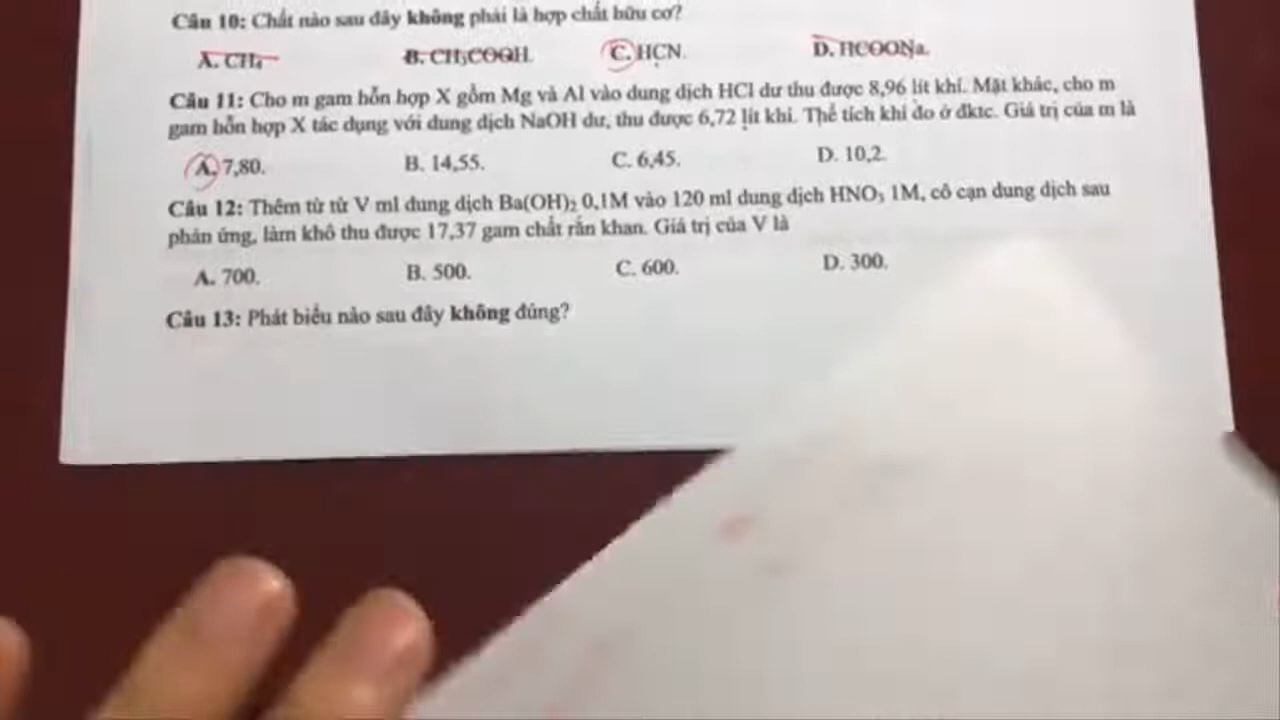 Câu 10: Chất nào sau đây không phải là hợp chất hữu cơ?
A. CH₄ B. CH₃COOH. C. HCN. D. HCOONa.
Câu 11: Cho m gam hỗn hợp X gồm Mg và Al vào dung dịch HCl dư thu được 8,96 lít khí. Mặt khác, cho m
gam hỗn hợp X tác dụng với dung dịch NaOH dư, thu được 6,72 lít khí. Thể tích khí đo ở đktc. Giá trị của m là
A. 7,80. B. 14,55. C. 6,45. D. 10,2.
Câu 12: Thêm từ từ V ml dung dịch Ba(OH)₂ 0,1M vào 120 ml dung dịch HNO₃ 1M, cô cạn dung dịch sau
phản ứng, làm khô thu được 17,37 gam chất rắn khan. Giá trị của V là
A. 700. B. 500. C. 600. D. 300.
Câu 13: Phát biểu nào sau đây không đúng?